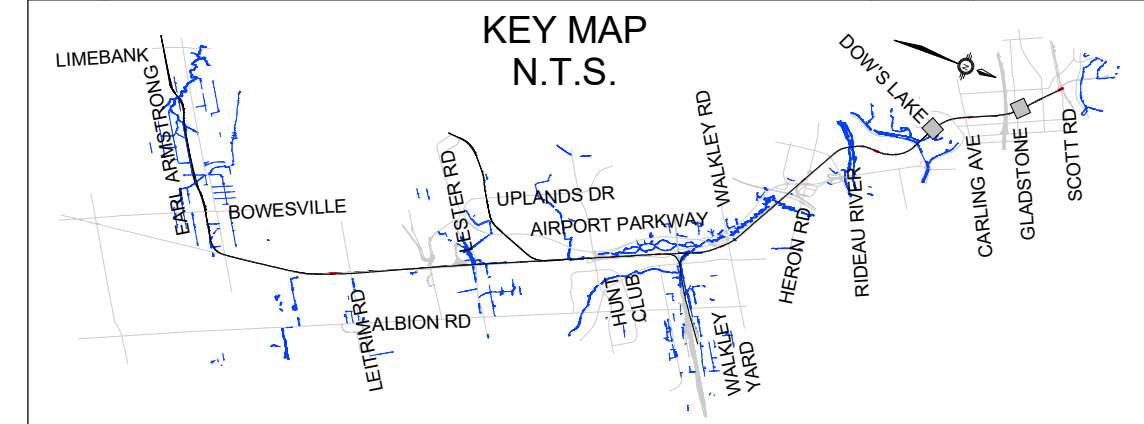 KEY MAP
N.T.S.
LIMEBANK
EARL ARMSTRONG
BOWESVILLE
LEITRIM RD
ALBION RD
LESTER RD
UPLANDS DR
AIRPORT PARKWAY
HUNT
CLUB
WALKLEY RD
WALKLEY
YARD
HERON RD
RIDEAU RIVER
DOW'S LAKE
N
CARLING AVE
GLADSTONE
SCOTT RD